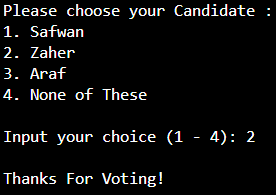 Please choose your Candidate :
1. Safwan
2. Zaher
3. Araf
4. None of These
Input your choice (1 - 4): 2
Thanks For Voting!